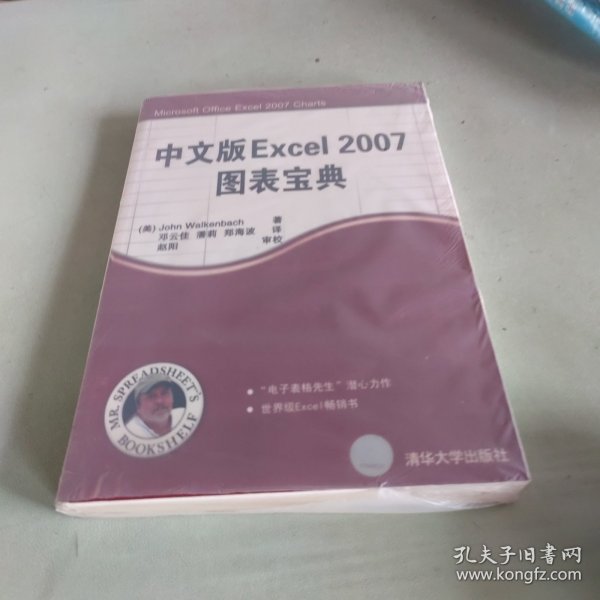 Microsoft Office Excel 2007 Charts
中文版Excel 2007
图表宝典
(美) John Walkenbach 著
邓云佳 潘莉 郑海波 译
赵阳 审校
MR. SPREADSHEET'S
BOOKSHELF
• "电子表格先生"潜心力作
• 世界级Excel畅销书
清华大学出版社
孔夫子旧书网
www.kongfz.com